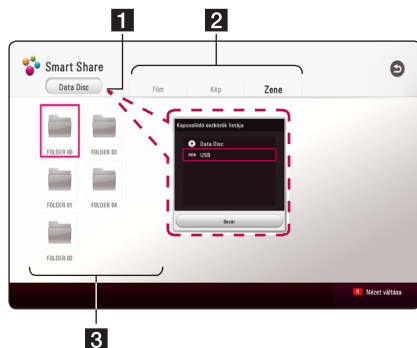 1
2
Smart Share
Data Disc
Film
Kép
Zene
Kapcsolódó eszközök listája
Data Disc
USB
Bezár
FOLDER 00
FOLDER 03
FOLDER 01
FOLDER 04
FOLDER 02
R Nézet váltása
3